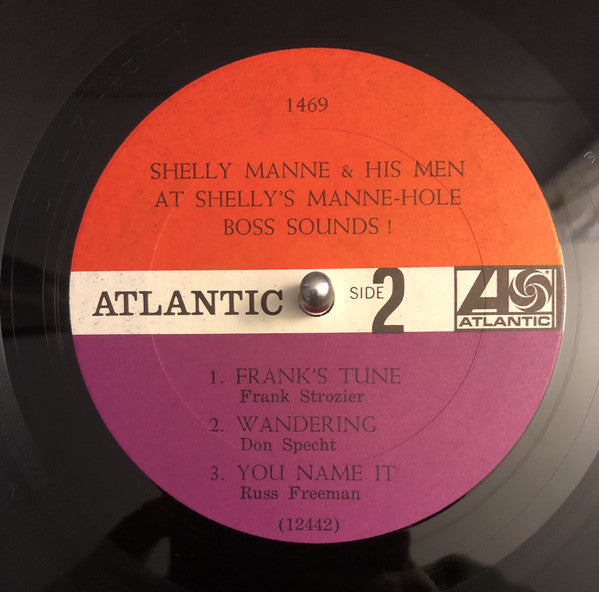 1469
SHELLY MANNE & HIS MEN
AT SHELLY'S MANNE-HOLE
BOSS SOUNDS !
ATLANTIC SIDE 2 ATLANTIC
1. FRANK'S TUNE
Frank Strozier
2. WANDERING
Don Specht
3. YOU NAME IT
Russ Freeman
(12442)